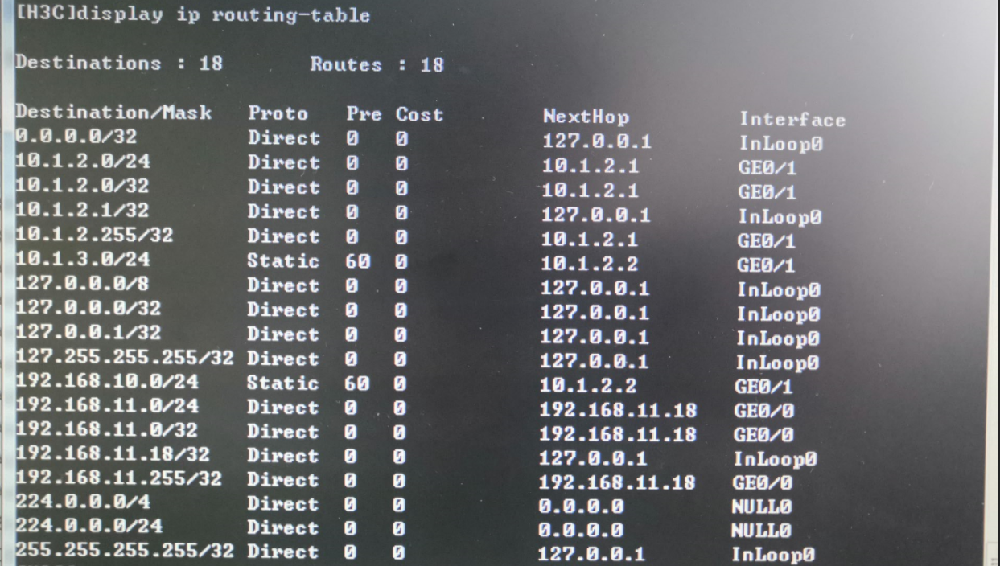 [H3C]display ip routing-table
Destinations : 18 Routes : 18
Destination/Mask Proto Pre Cost NextHop Interface
0.0.0.0/32 Direct 0 0 127.0.0.1 InLoop0
10.1.2.0/24 Direct 0 0 10.1.2.1 GE0/1
10.1.2.0/32 Direct 0 0 10.1.2.1 GE0/1
10.1.2.1/32 Direct 0 0 127.0.0.1 InLoop0
10.1.2.255/32 Direct 0 0 10.1.2.1 GE0/1
10.1.3.0/24 Static 60 0 10.1.2.2 GE0/1
127.0.0.0/8 Direct 0 0 127.0.0.1 InLoop0
127.0.0.0/32 Direct 0 0 127.0.0.1 InLoop0
127.0.0.1/32 Direct 0 0 127.0.0.1 InLoop0
127.255.255.255/32 Direct 0 0 127.0.0.1 InLoop0
192.168.10.0/24 Static 60 0 10.1.2.2 GE0/1
192.168.11.0/24 Direct 0 0 192.168.11.18 GE0/0
192.168.11.0/32 Direct 0 0 192.168.11.18 GE0/0
192.168.11.18/32 Direct 0 0 127.0.0.1 InLoop0
192.168.11.255/32 Direct 0 0 192.168.11.18 GE0/0
224.0.0.0/4 Direct 0 0 0.0.0.0 NULL0
224.0.0.0/24 Direct 0 0 0.0.0.0 NULL0
255.255.255.255/32 Direct 0 0 127.0.0.1 InLoop0